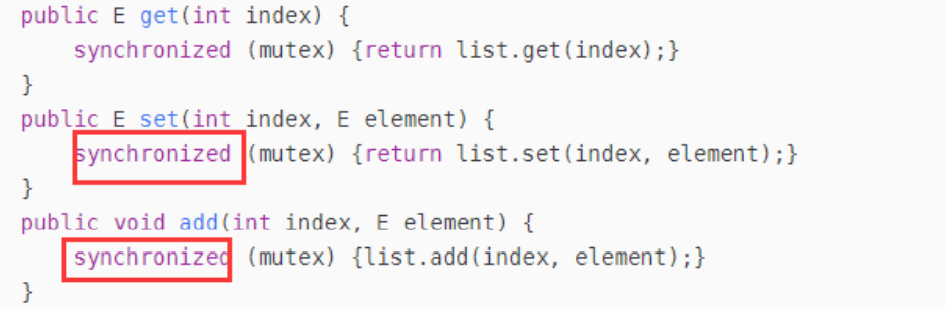 public E get(int index) {
synchronized (mutex) {return list.get(index);}
}
public E set(int index, E element) {
synchronized (mutex) {return list.set(index, element);}
}
public void add(int index, E element) {
synchronized (mutex) {list.add(index, element);}
}